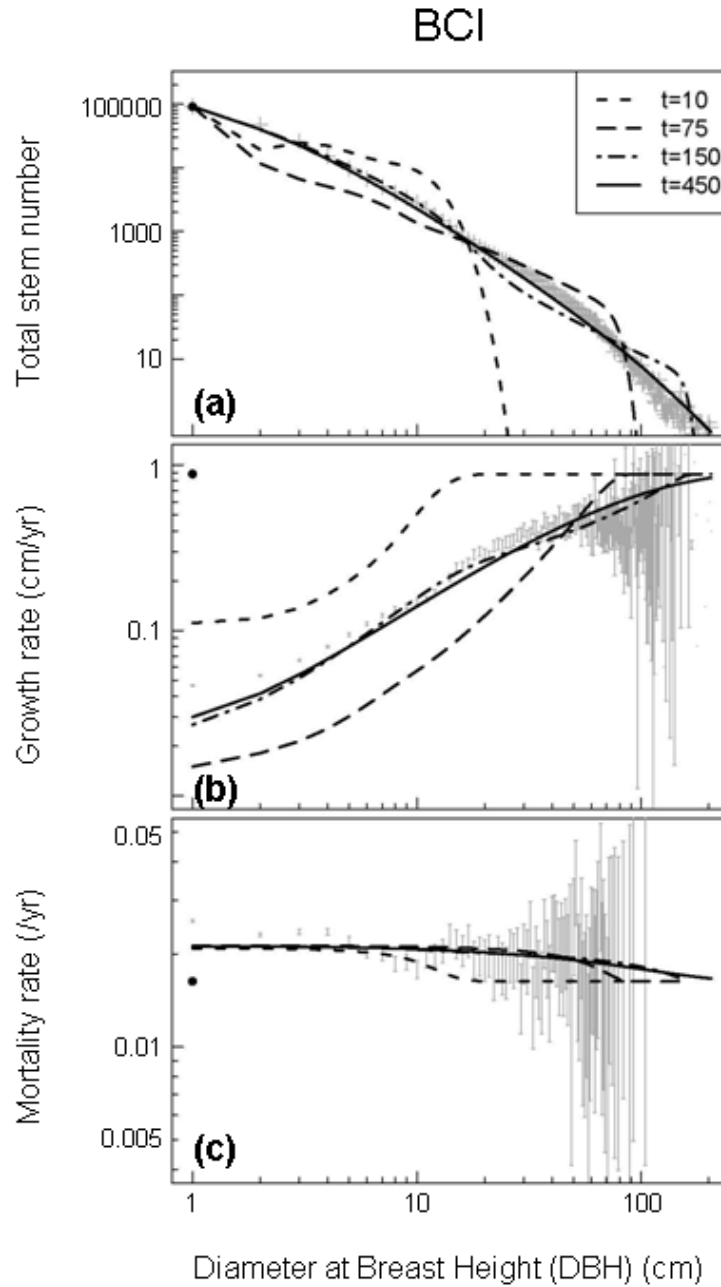 BCI
Total stem number
100000
1000
10
t=10
t=75
t=150
t=450
(a)
Growth rate (cm/yr)
1
0.1
(b)
Mortality rate (/yr)
0.05
0.01
0.005
(c)
1
10
100
Diameter at Breast Height (DBH) (cm)